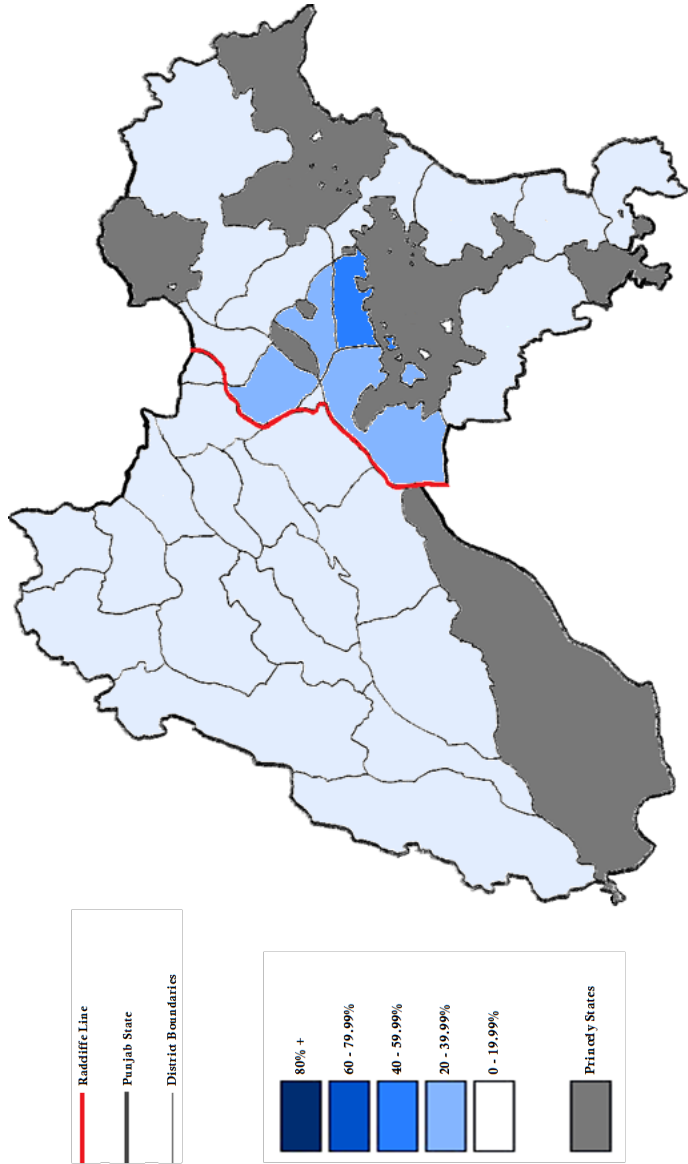 Radcliffe Line
Punjab State
District Boundaries
80% +
60 - 79.99%
40 - 59.99%
20 - 39.99%
0 - 19.99%
Princely States